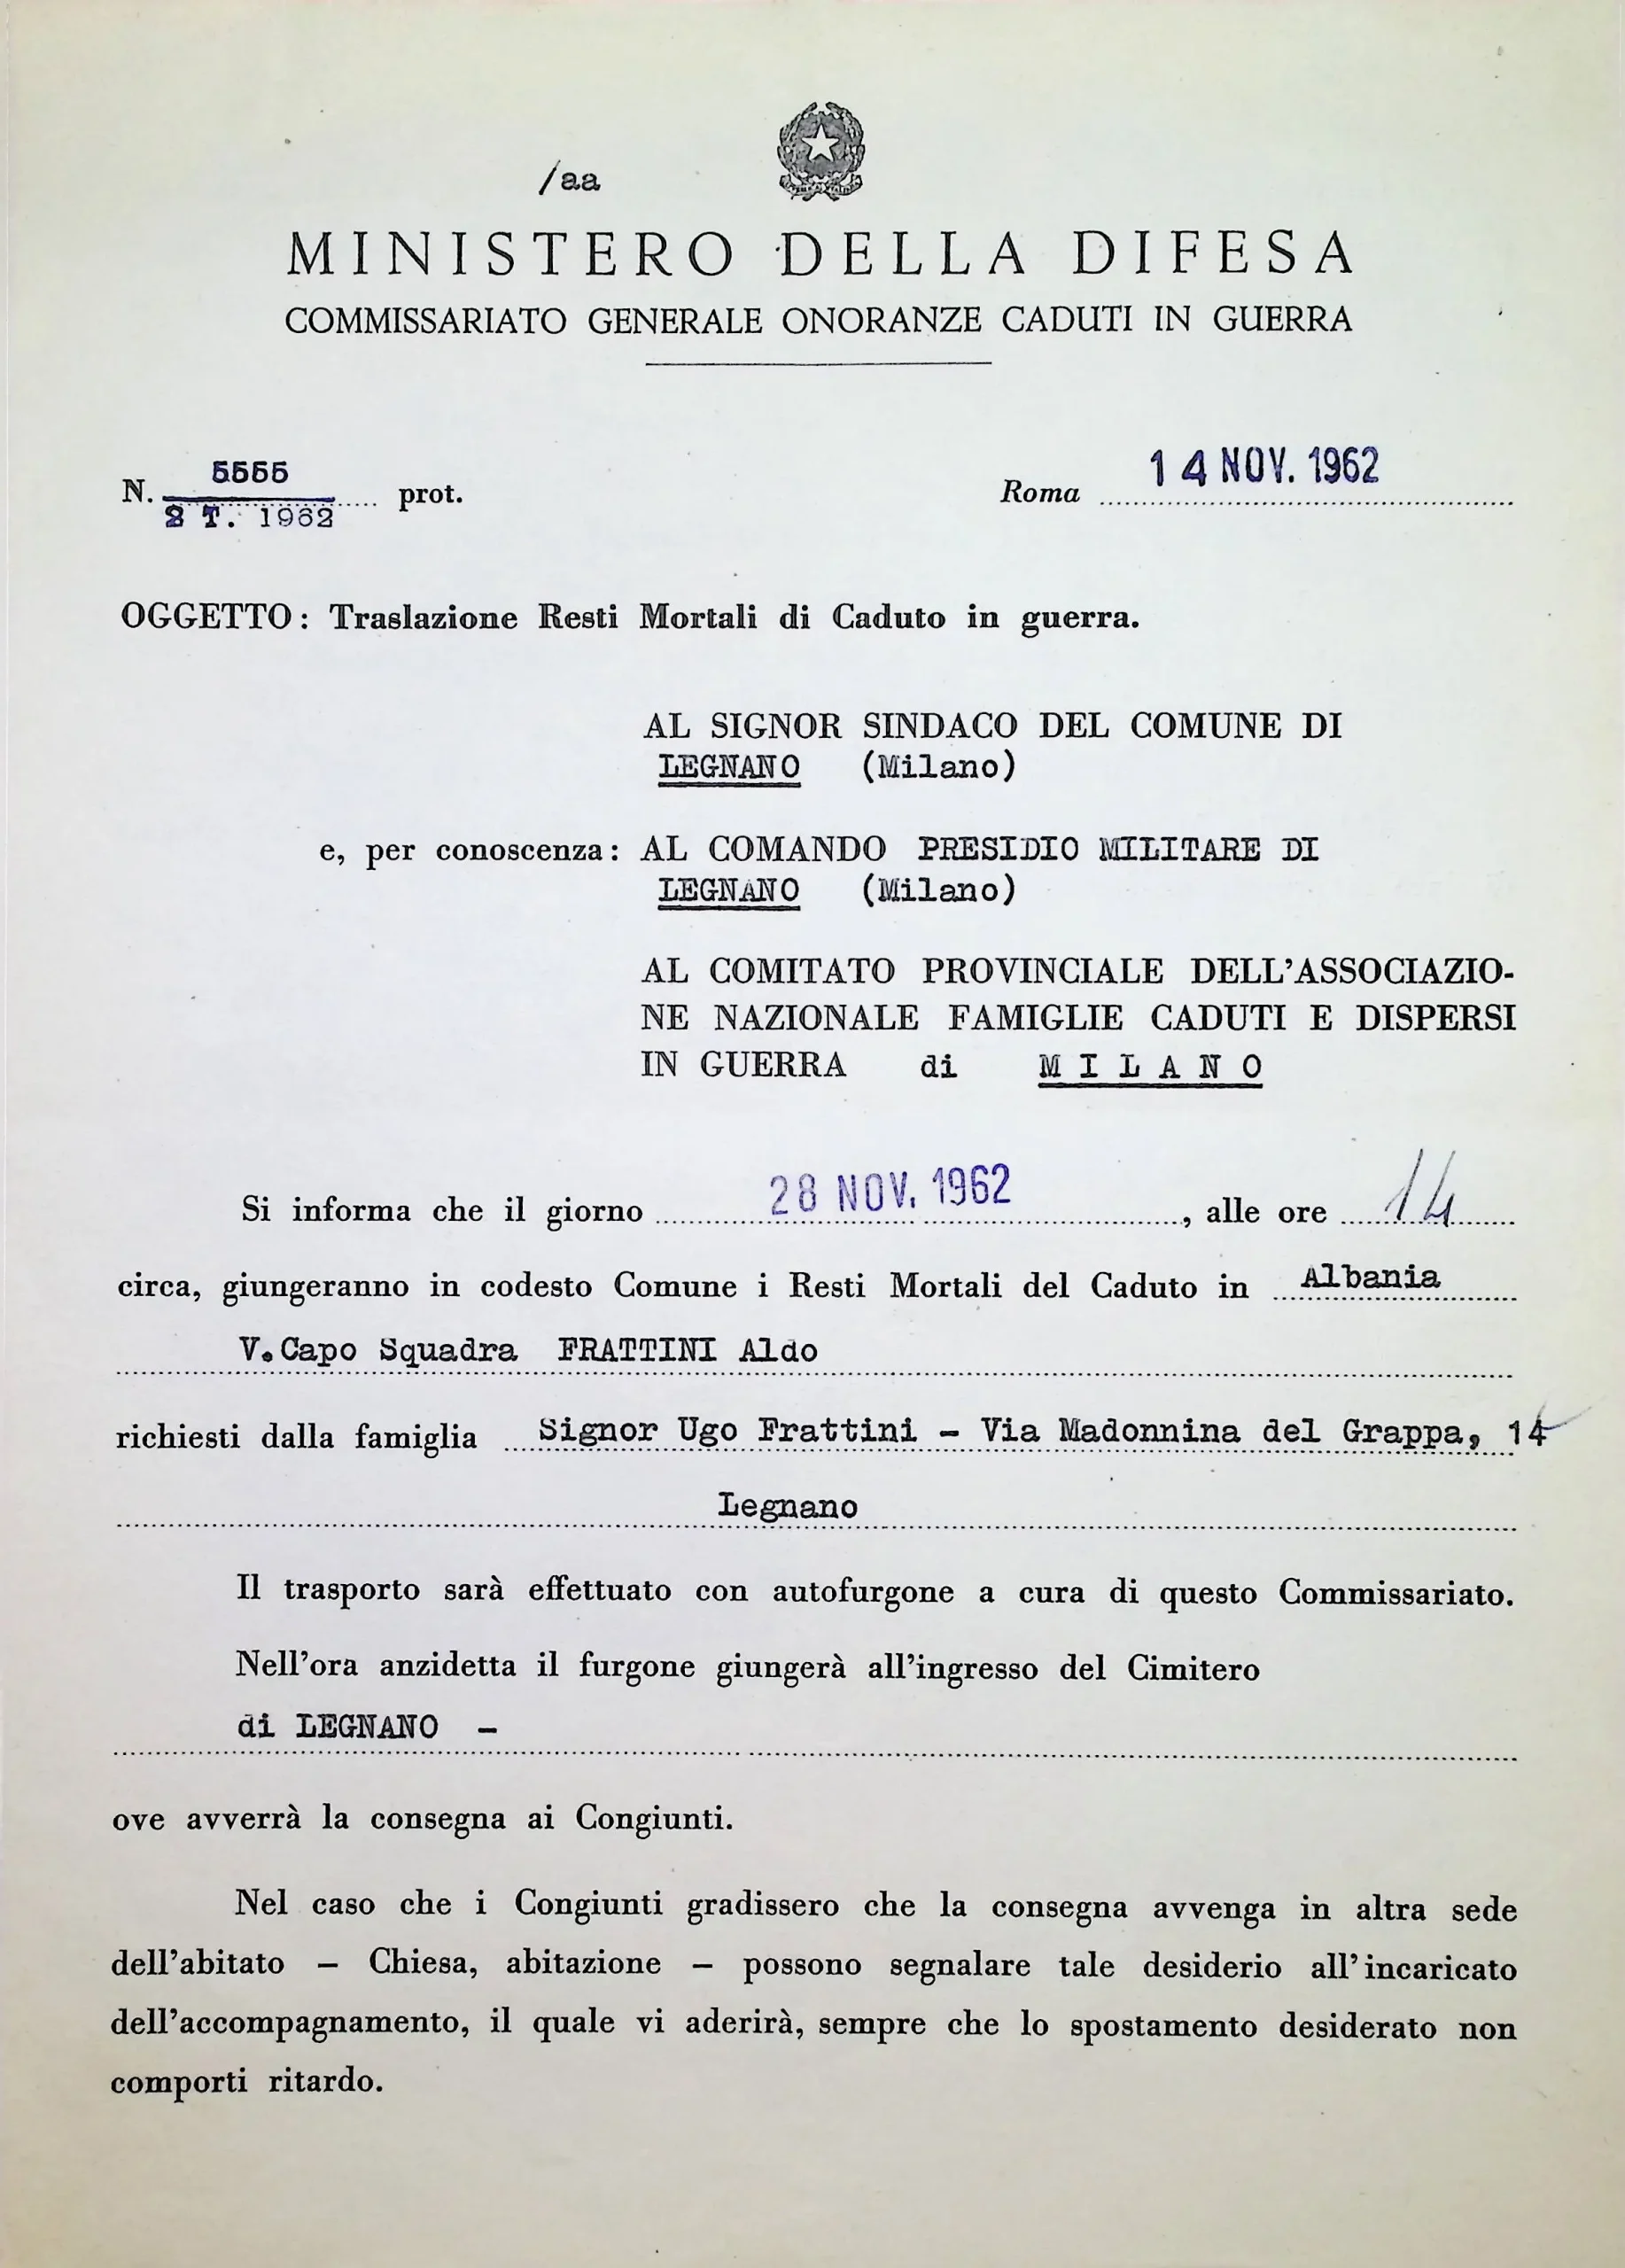 /aa
MINISTERO DELLA DIFESA
COMMISSARIATO GENERALE ONORANZE CADUTI IN GUERRA
5555
N. prot.
2 T. 1962
Roma 14 NOV. 1962
OGGETTO: Traslazione Resti Mortali di Caduto in guerra.
AL SIGNOR SINDACO DEL COMUNE DI
LEGNANO (Milano)
e, per conoscenza: AL COMANDO PRESIDIO MILITARE DI
LEGNANO (Milano)
AL COMITATO PROVINCIALE DELL'ASSOCIAZIO-
NE NAZIONALE FAMIGLIE CADUTI E DISPERSI
IN GUERRA di MILANO
Si informa che il giorno 28 NOV. 1962, alle ore 14
circa, giungeranno in codesto Comune i Resti Mortali del Caduto in Albania
V.Capo Squadra FRATTINI Aldo
richiesti dalla famiglia Signor Ugo Frattini - Via Madonnina del Grappa, 14
Legnano
Il trasporto sarà effettuato con autofurgone a cura di questo Commissariato.
Nell'ora anzidetta il furgone giungerà all'ingresso del Cimitero
di LEGNANO -
ove avverrà la consegna ai Congiunti.
Nel caso che i Congiunti gradissero che la consegna avvenga in altra sede
dell'abitato – Chiesa, abitazione – possono segnalare tale desiderio all'incaricato
dell'accompagnamento, il quale vi aderirà, sempre che lo spostamento desiderato non
comporti ritardo.